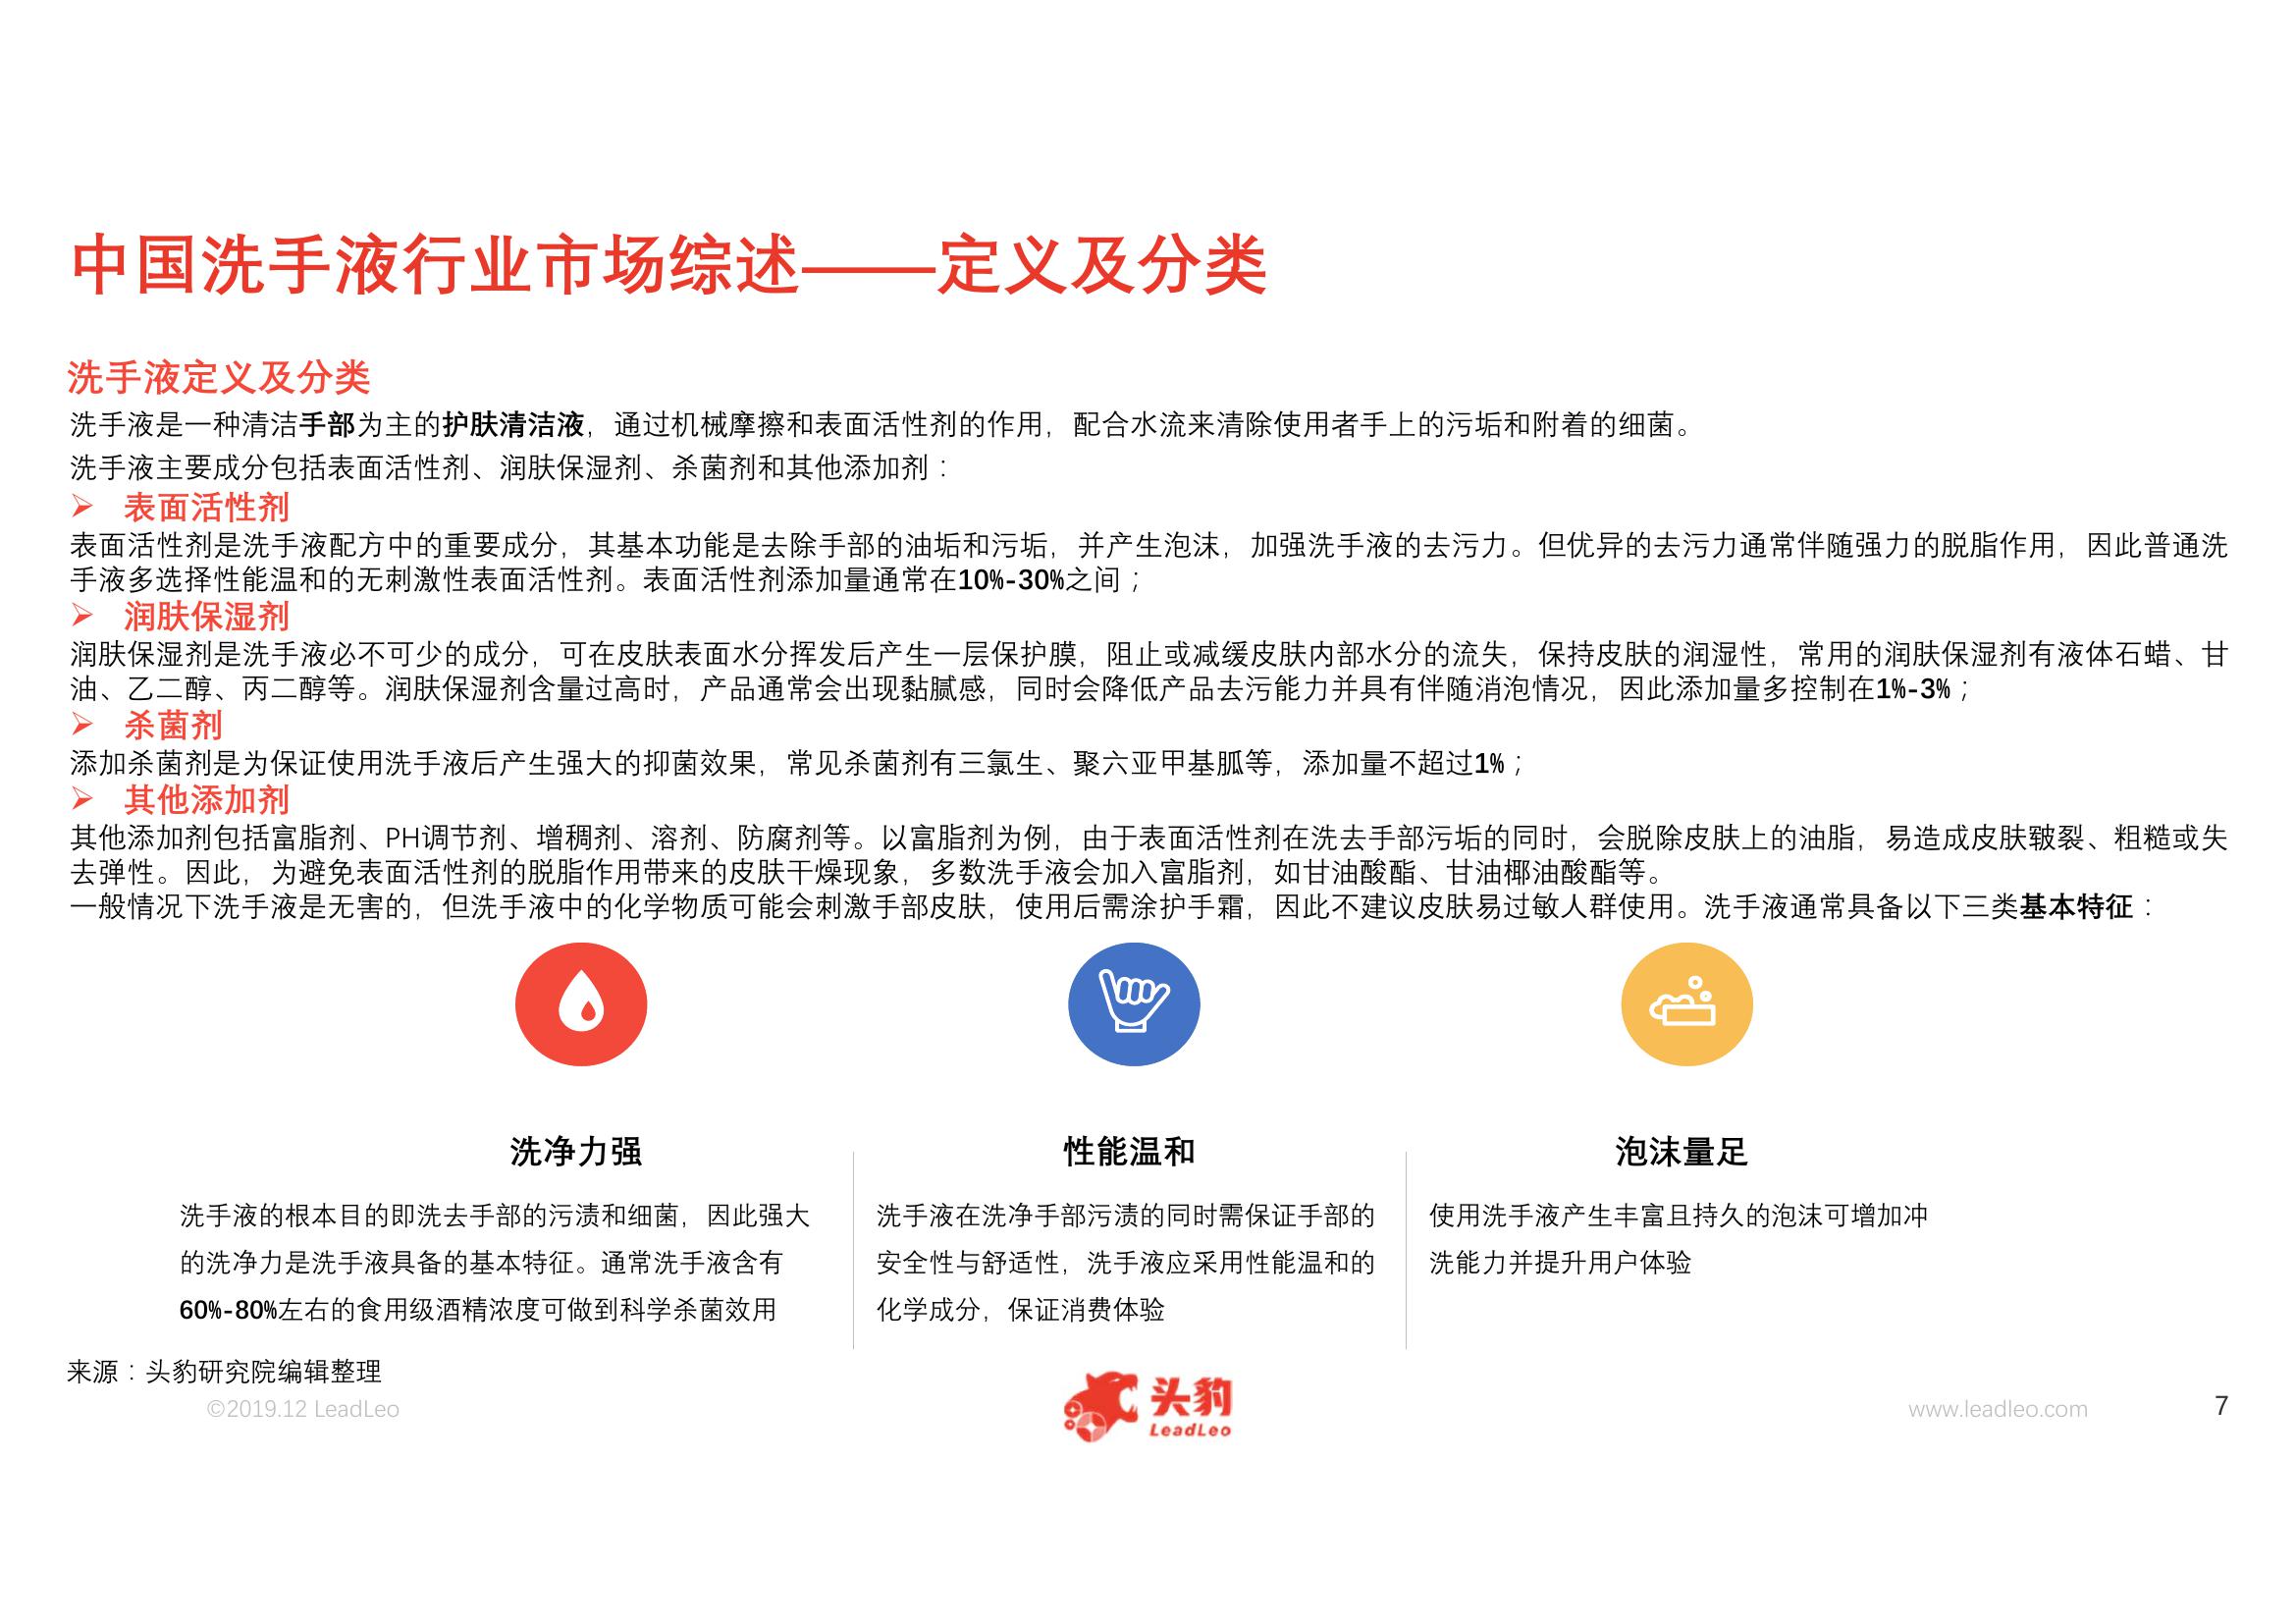 中国洗手液行业市场综述——定义及分类
洗手液定义及分类
洗手液是一种清洁手部为主的护肤清洁液，通过机械摩擦和表面活性剂的作用，配合水流来清除使用者手上的污垢和附着的细菌。
洗手液主要成分包括表面活性剂、润肤保湿剂、杀菌剂和其他添加剂：
➢ 表面活性剂
表面活性剂是洗手液配方中的重要成分，其基本功能是去除手部的油垢和污垢，并产生泡沫，加强洗手液的去污力。但优异的去污力通常伴随强力的脱脂作用，因此普通洗
手液多选择性能温和的无刺激性表面活性剂。表面活性剂添加量通常在10%-30%之间；
➢ 润肤保湿剂
润肤保湿剂是洗手液必不可少的成分，可在皮肤表面水分挥发后产生一层保护膜，阻止或减缓皮肤内部水分的流失，保持皮肤的润湿性，常用的润肤保湿剂有液体石蜡、甘
油、乙二醇、丙二醇等。润肤保湿剂含量过高时，产品通常会出现黏腻感，同时会降低产品去污能力并具有伴随消泡情况，因此添加量多控制在1%-3%；
➢ 杀菌剂
添加杀菌剂是为保证使用洗手液后产生强大的抑菌效果，常见杀菌剂有三氯生、聚六亚甲基胍等，添加量不超过1%；
➢ 其他添加剂
其他添加剂包括富脂剂、PH调节剂、增稠剂、溶剂、防腐剂等。以富脂剂为例，由于表面活性剂在洗去手部污垢的同时，会脱除皮肤上的油脂，易造成皮肤皲裂、粗糙或失
去弹性。因此，为避免表面活性剂的脱脂作用带来的皮肤干燥现象，多数洗手液会加入富脂剂，如甘油酸酯、甘油椰油酸酯等。
一般情况下洗手液是无害的，但洗手液中的化学物质可能会刺激手部皮肤，使用后需涂护手霜，因此不建议皮肤易过敏人群使用。洗手液通常具备以下三类基本特征：
洗净力强
洗手液的根本目的即洗去手部的污渍和细菌，因此强大
的洗净力是洗手液具备的基本特征。通常洗手液含有
60%-80%左右的食用级酒精浓度可做到科学杀菌效用
性能温和
洗手液在洗净手部污渍的同时需保证手部的
安全性与舒适性，洗手液应采用性能温和的
化学成分，保证消费体验
泡沫量足
使用洗手液产生丰富且持久的泡沫可增加冲
洗能力并提升用户体验
来源：头豹研究院编辑整理
©2019.12 LeadLeo
头豹
LeadLeo
www.leadleo.com
7